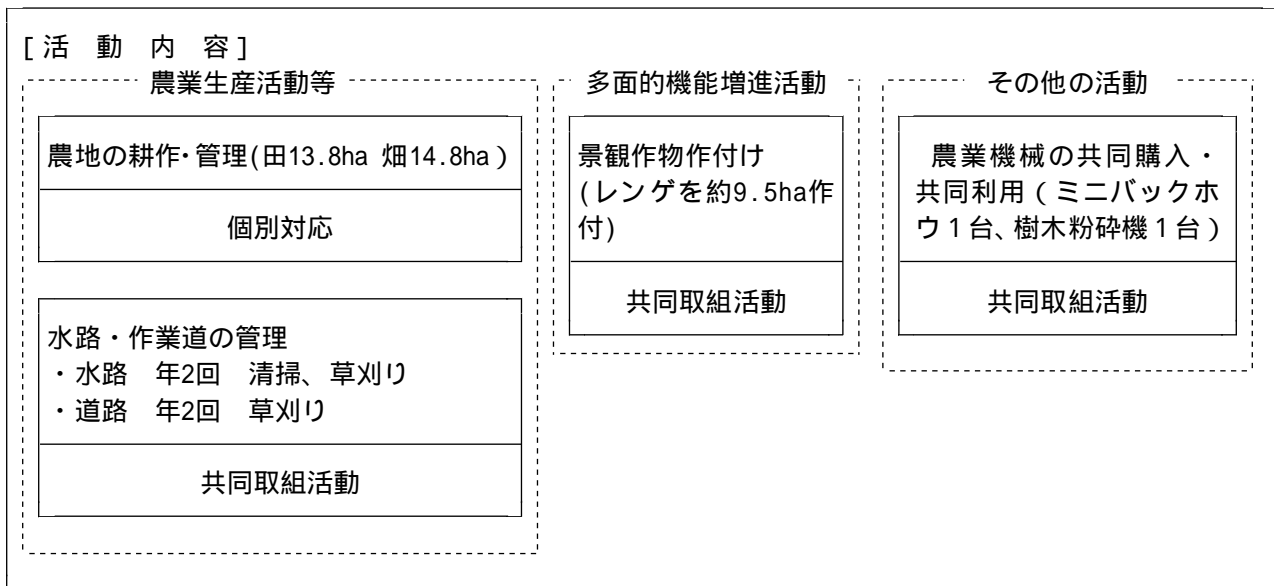 [活 動 内 容]
農業生産活動等
農地の耕作・管理(田13.8ha 畑14.8ha)
個別対応
水路・作業道の管理
・水路 年2回 清掃、草刈り
・道路 年2回 草刈り
共同取組活動
多面的機能増進活動
景観作物作付け
(レンゲを約9.5ha作
付)
共同取組活動
その他の活動
農業機械の共同購入・
共同利用(ミニバックホ
ウ1台、樹木粉砕機1台)
共同取組活動